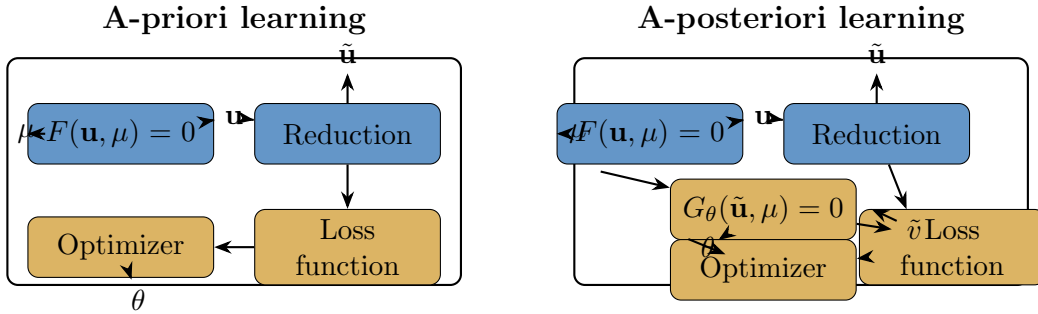 A-priori learning
ũ
μ
F(𝐮, μ) = 0
𝐮
Reduction
Optimizer
Loss
function
θ
A-posteriori learning
ũ
μ
F(𝐮, μ) = 0
𝐮
Reduction
G_θ(ũ, μ) = 0
θ
Optimizer
ṽ
Loss
function